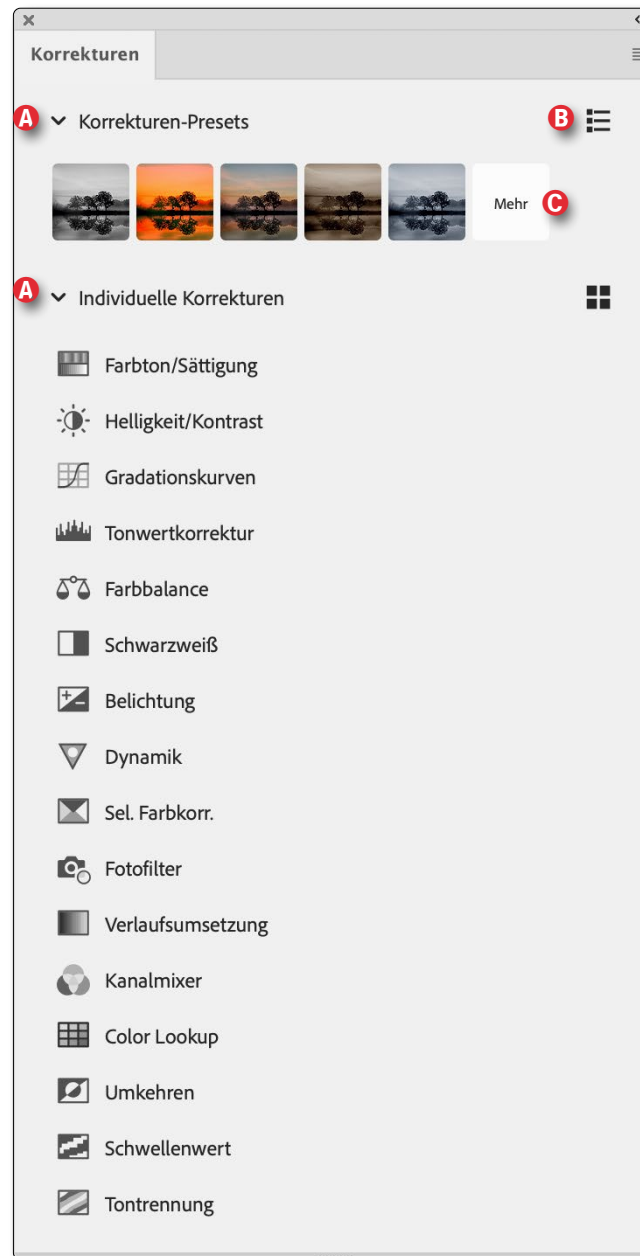 Korrekturen
A Korrekturen-Presets B
Mehr C
A Individuelle Korrekturen
Farbton/Sättigung
Helligkeit/Kontrast
Gradationskurven
Tonwertkorrektur
Farbbalance
Schwarzweiß
Belichtung
Dynamik
Sel. Farbkorr.
Fotofilter
Verlaufsumsetzung
Kanalmixer
Color Lookup
Umkehren
Schwellenwert
Tontrennung